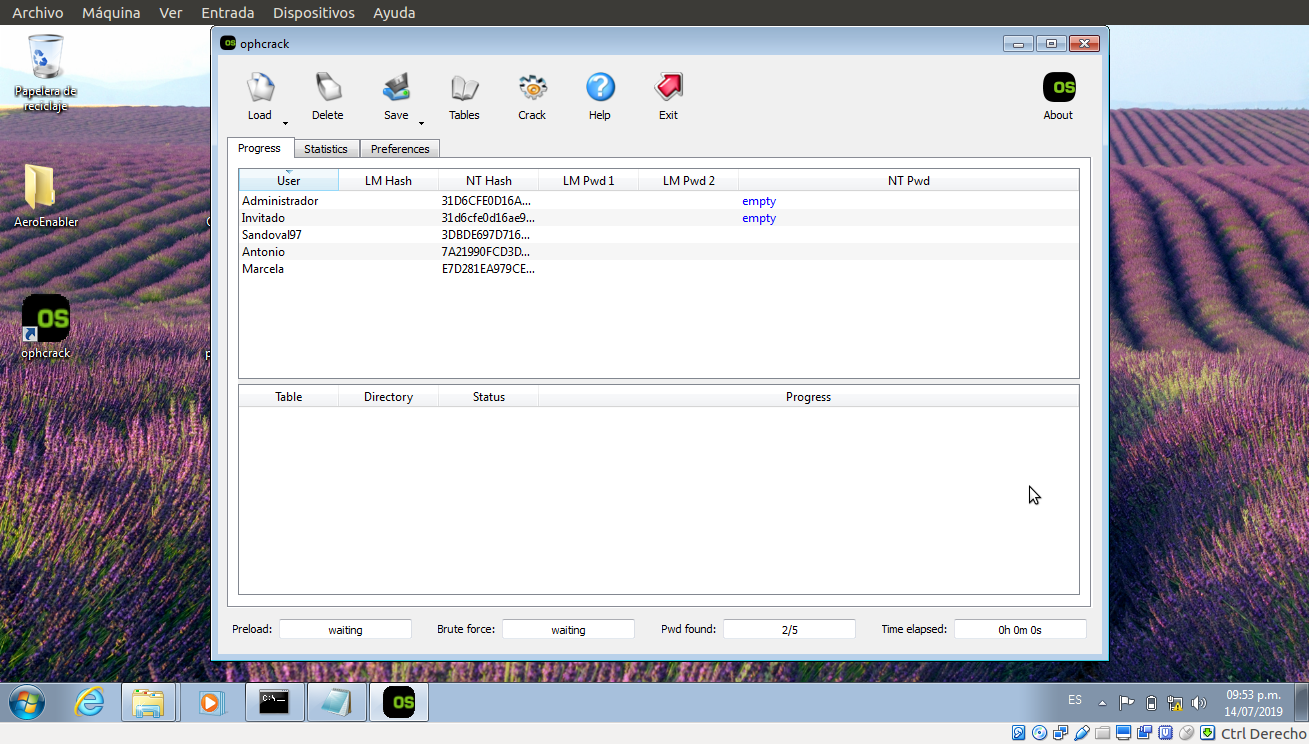 Archivo Máquina Ver Entrada Dispositivos Ayuda
Papelera de
reciclaje
AeroEnabler
OS
ophcrack
OS ophcrack
Load Delete Save Tables Crack Help Exit
OS
About
Progress Statistics Preferences
User LM Hash NT Hash LM Pwd 1 LM Pwd 2 NT Pwd
Administrador 31D6CFE0D16A... empty
Invitado 31d6cfe0d16ae9... empty
Sandoval97 3DBDE697D716...
Antonio 7A21990FCD3D...
Marcela E7D281EA979CE...
Table Directory Status Progress
Preload: waiting Brute force: waiting Pwd found: 2/5 Time elapsed: 0h 0m 0s
C:\-
OS
ES
09:53 p.m.
14/07/2019
Ctrl Derecho